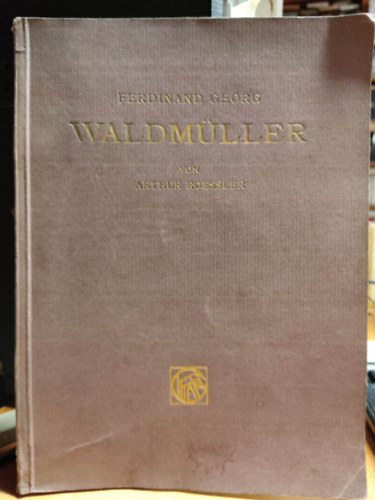 FERDINAND GEORG
WALDMÜLLER
VON
ARTHUR ROESSLER